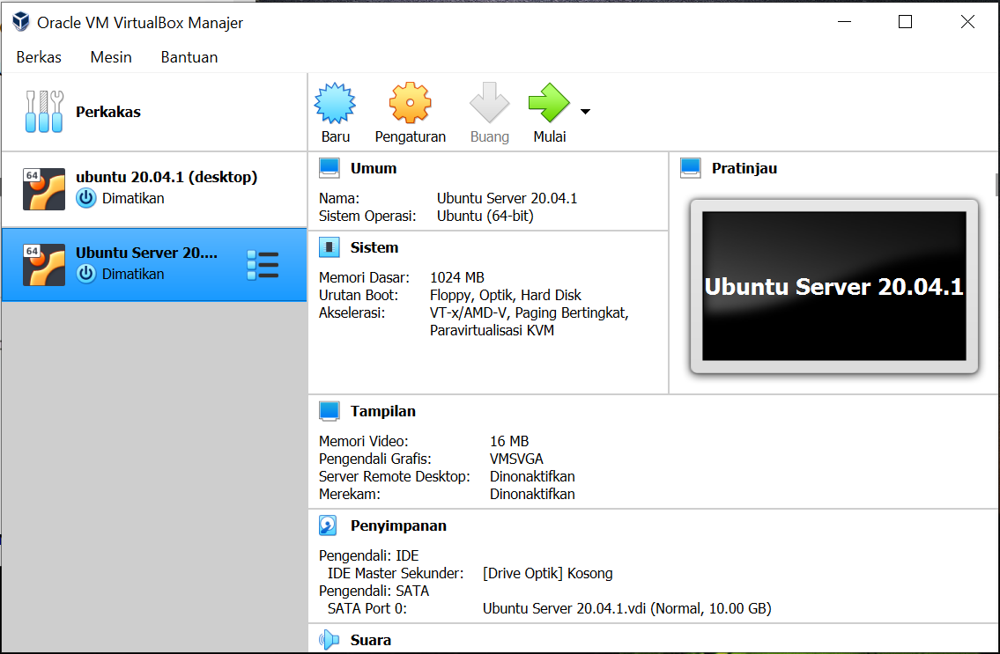 Oracle VM VirtualBox Manajer
Berkas Mesin Bantuan
Perkakas
Baru Pengaturan Buang Mulai
64
ubuntu 20.04.1 (desktop)
Dimatikan
64
Ubuntu Server 20....
Dimatikan
Umum
Nama: Ubuntu Server 20.04.1
Sistem Operasi: Ubuntu (64-bit)
Sistem
Memori Dasar: 1024 MB
Urutan Boot: Floppy, Optik, Hard Disk
Akselerasi: VT-x/AMD-V, Paging Bertingkat,
Paravirtualisasi KVM
Pratinjau
Ubuntu Server 20.04.1
Tampilan
Memori Video: 16 MB
Pengendali Grafis: VMSVGA
Server Remote Desktop: Dinonaktifkan
Merekam: Dinonaktifkan
Penyimpanan
Pengendali: IDE
IDE Master Sekunder: [Drive Optik] Kosong
Pengendali: SATA
SATA Port 0: Ubuntu Server 20.04.1.vdi (Normal, 10.00 GB)
Suara